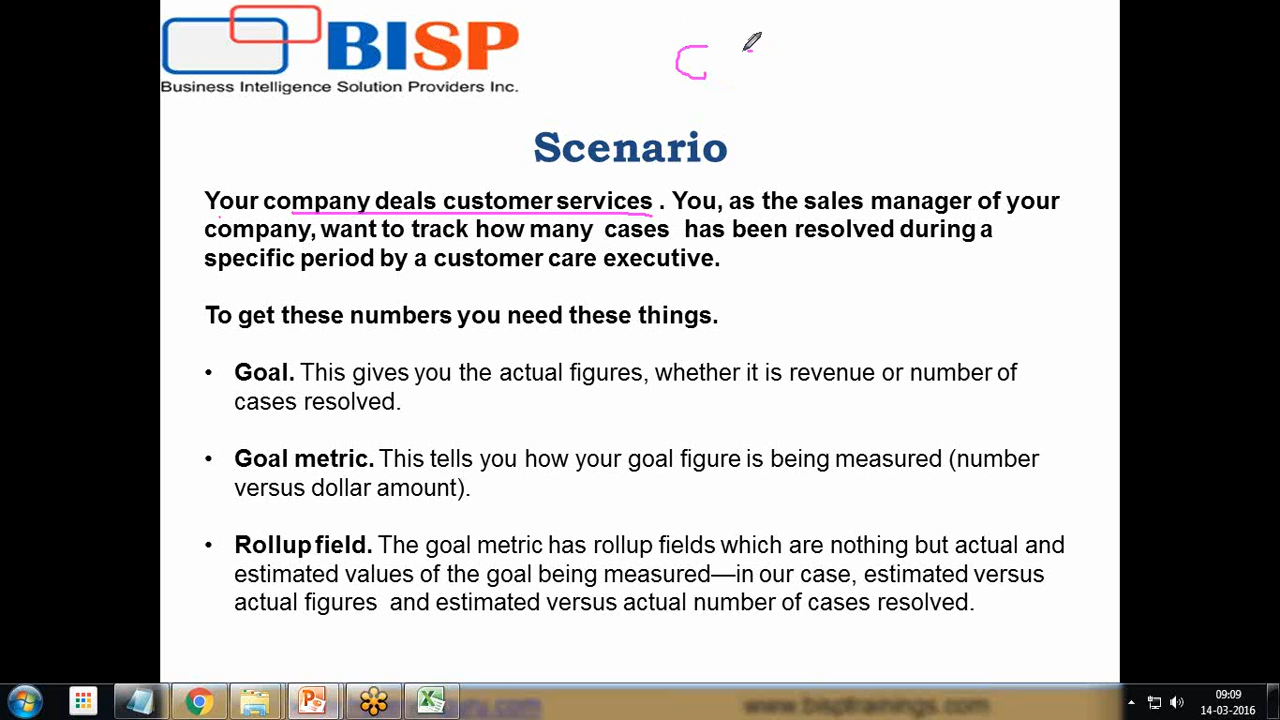 BISP
Business Intelligence Solution Providers Inc.
C
Scenario
Your company deals customer services . You, as the sales manager of your
company, want to track how many cases has been resolved during a
specific period by a customer care executive.
To get these numbers you need these things.
• Goal. This gives you the actual figures, whether it is revenue or number of
cases resolved.
• Goal metric. This tells you how your goal figure is being measured (number
versus dollar amount).
• Rollup field. The goal metric has rollup fields which are nothing but actual and
estimated values of the goal being measured—in our case, estimated versus
actual figures and estimated versus actual number of cases resolved.
www.bisptrainings.com
09:09
14-03-2016